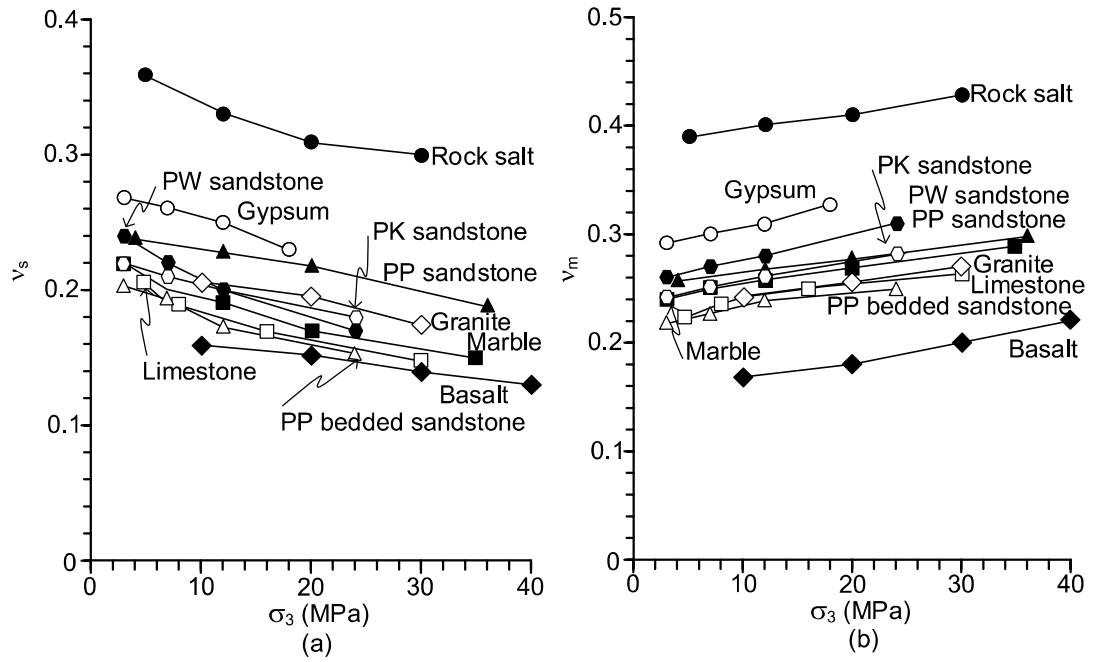 0.4
0.3
0.2
0.1
0
νs
Rock salt
PW sandstone
Gypsum
PK sandstone
PP sandstone
Granite
Marble
Limestone
Basalt
PP bedded sandstone
0 10 20 30 40
σ3 (MPa)
(a)
0.5
0.4
0.3
0.2
0.1
0
νm
Rock salt
PK sandstone
Gypsum
PW sandstone
PP sandstone
Granite
Limestone
PP bedded sandstone
Marble
Basalt
0 10 20 30 40
σ3 (MPa)
(b)